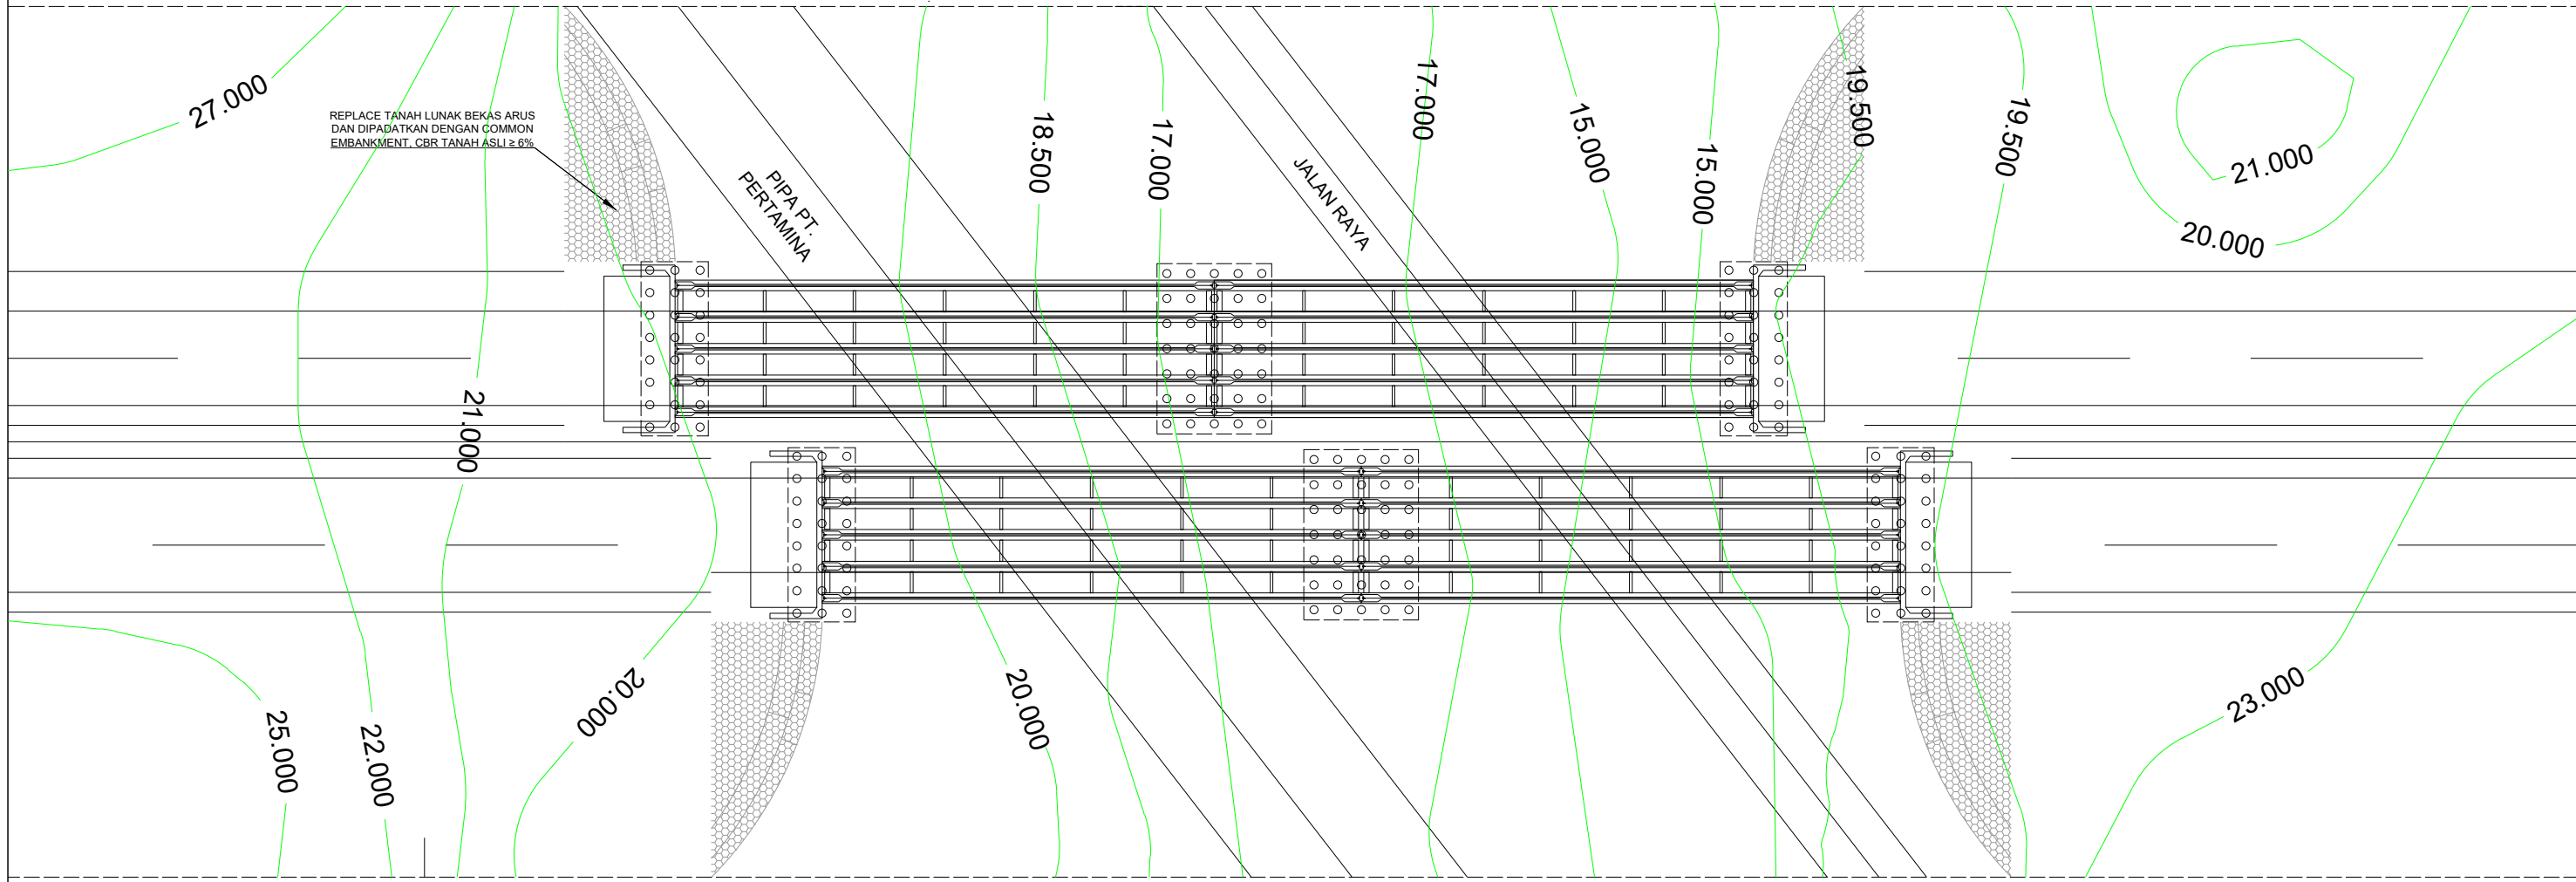 27.000
REPLACE TANAH LUNAK BEKAS ARUS
DAN DIPADATKAN DENGAN COMMON
EMBANKMENT, CBR TANAH ASLI ≥ 6%
PIPA PT.
PERTAMINA
18.500
17.000
JALAN RAYA
17.000
15.000
15.000
19.500
19.500
21.000
20.000
21.000
25.000
22.000
20.000
20.000
23.000